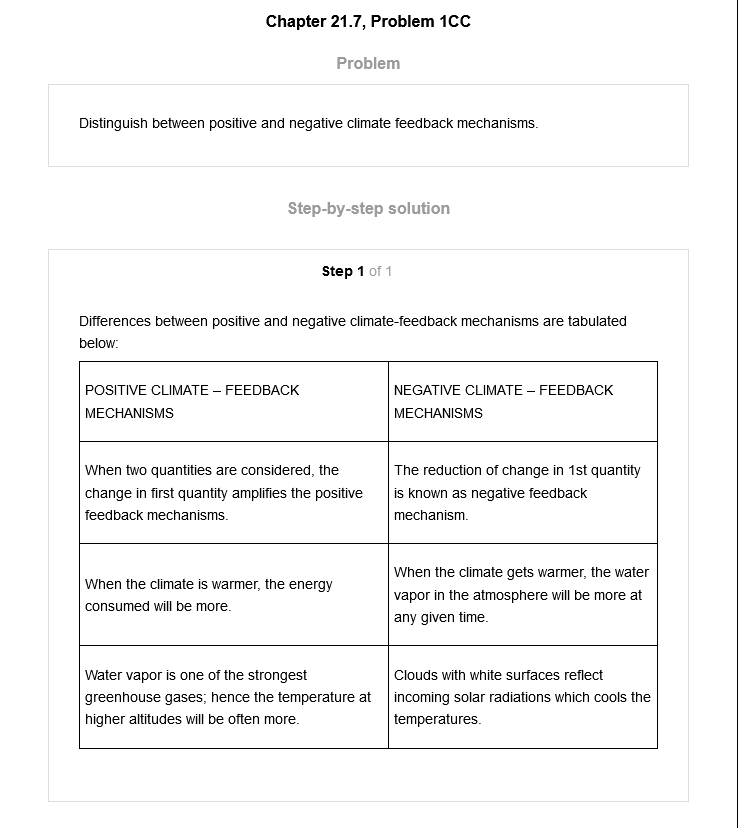 Chapter 21.7, Problem 1CC
Problem
Distinguish between positive and negative climate feedback mechanisms.
Step-by-step solution
Step 1 of 1
Differences between positive and negative climate-feedback mechanisms are tabulated
below:
POSITIVE CLIMATE – FEEDBACK
MECHANISMS
NEGATIVE CLIMATE – FEEDBACK
MECHANISMS
When two quantities are considered, the
change in first quantity amplifies the positive
feedback mechanisms.
The reduction of change in 1st quantity
is known as negative feedback
mechanism.
When the climate is warmer, the energy
consumed will be more.
When the climate gets warmer, the water
vapor in the atmosphere will be more at
any given time.
Water vapor is one of the strongest
greenhouse gases; hence the temperature at
higher altitudes will be often more.
Clouds with white surfaces reflect
incoming solar radiations which cools the
temperatures.